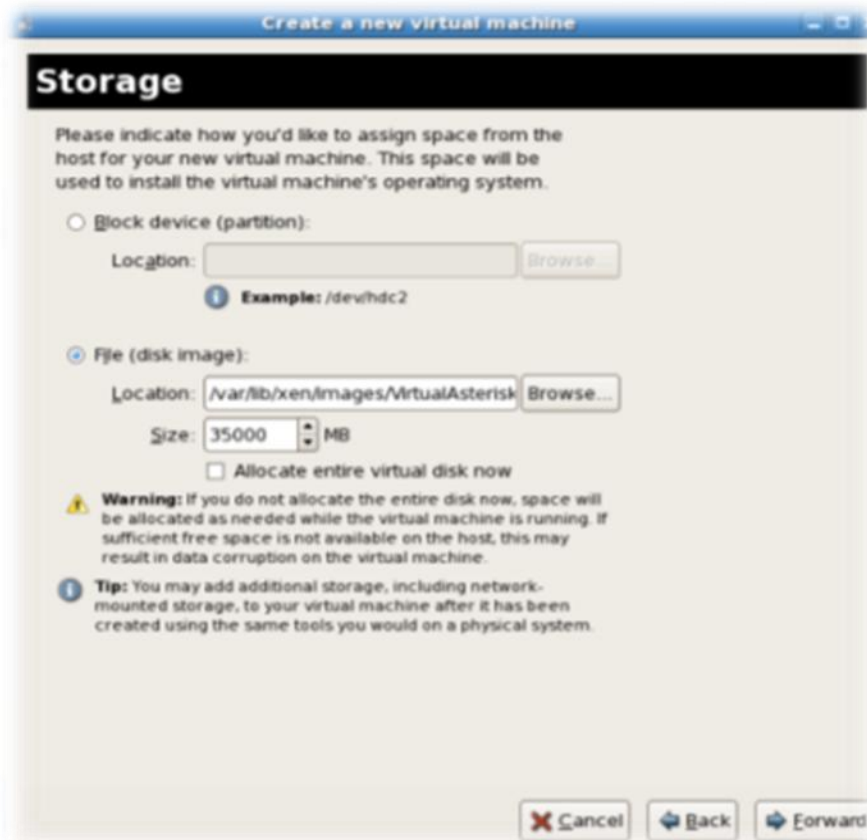 Create a new virtual machine
Storage
Please indicate how you'd like to assign space from the
host for your new virtual machine. This space will be
used to install the virtual machine's operating system.
Block device (partition):
Location: Browse...
Example: /dev/hdc2
File (disk image):
Location: /var/lib/xen/images/VirtualAsterisk Browse...
Size: 35000 MB
Allocate entire virtual disk now
Warning: If you do not allocate the entire disk now, space will
be allocated as needed while the virtual machine is running. If
sufficient free space is not available on the host, this may
result in data corruption on the virtual machine.
Tip: You may add additional storage, including network-
mounted storage, to your virtual machine after it has been
created using the same tools you would on a physical system.
Cancel Back Forward